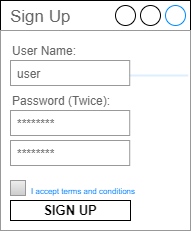 Sign Up
User Name:
user
Password (Twice):
********
********
I accept terms and conditions
SIGN UP